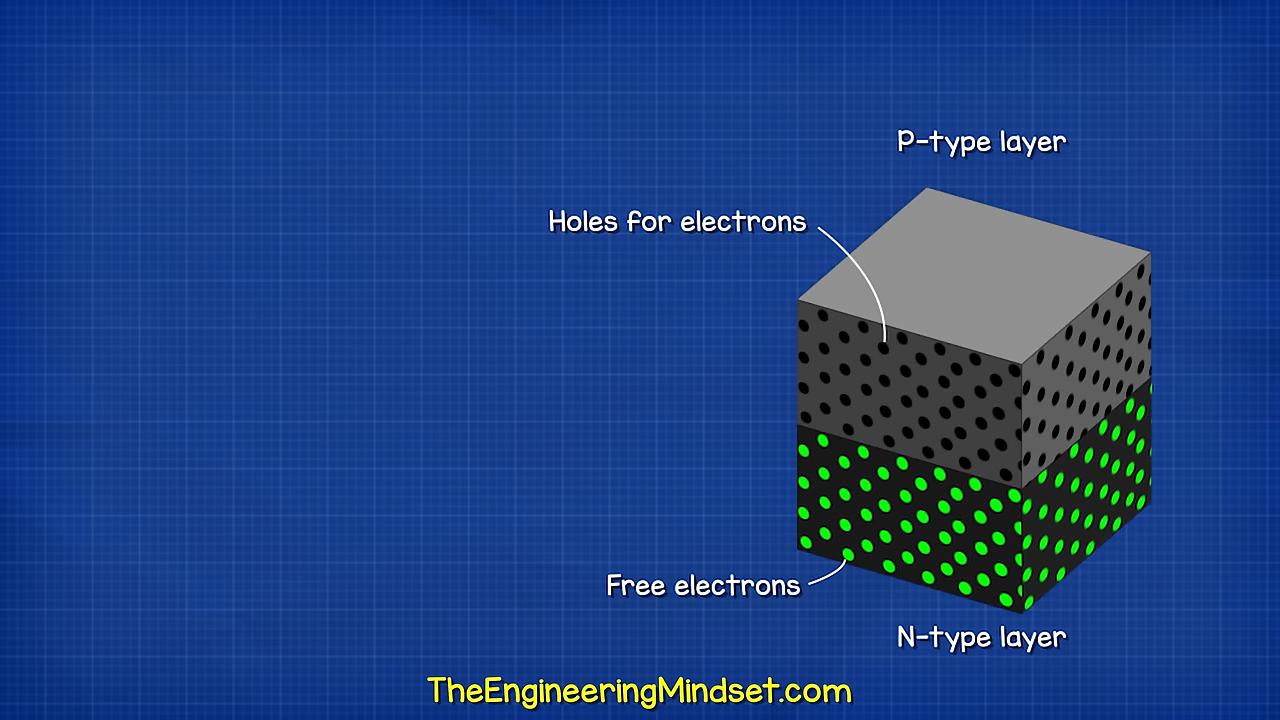 P-type layer
Holes for electrons
Free electrons
N-type layer
TheEngineeringMindset.com